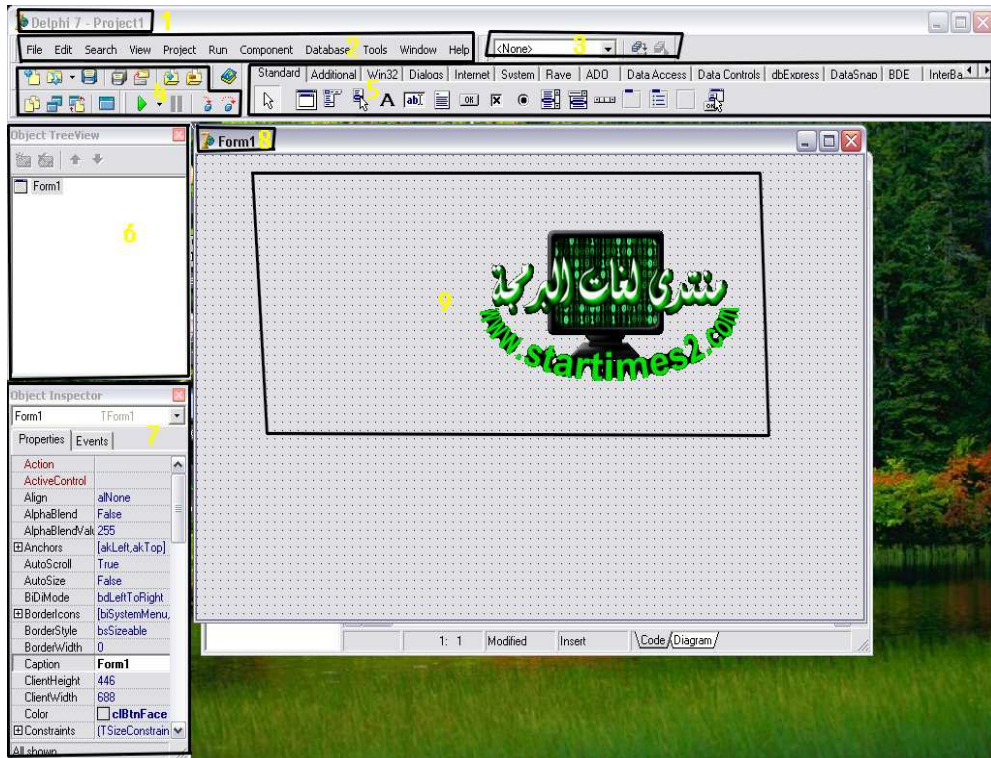 Delphi 7 - Project1
1
File Edit Search View Project Run Component Database Tools Window Help
2
<None>
3
4
Standard Additional Win32 Dialogs Internet System Rave ADO Data Access Data Controls dbExpress DataSnap BDE
5
Object TreeView
Form1
6
Form1
8
9
منتدى لغات البرمجة
www.startimes2.com
Object Inspector
Form1 TForm1
7
Properties Events
Action
ActiveControl
Align alNone
AlphaBlend False
AlphaBlendValu 255
Anchors [akLeft,akTop]
AutoScroll True
AutoSize False
BiDiMode bdLeftToRight
BorderIcons [biSystemMenu,
BorderStyle bsSizeable
BorderWidth 0
Caption Form1
ClientHeight 446
ClientWidth 688
Color clBtnFace
Constraints (TSizeConstrain
All shown
1: 1 Modified Insert Code Diagram